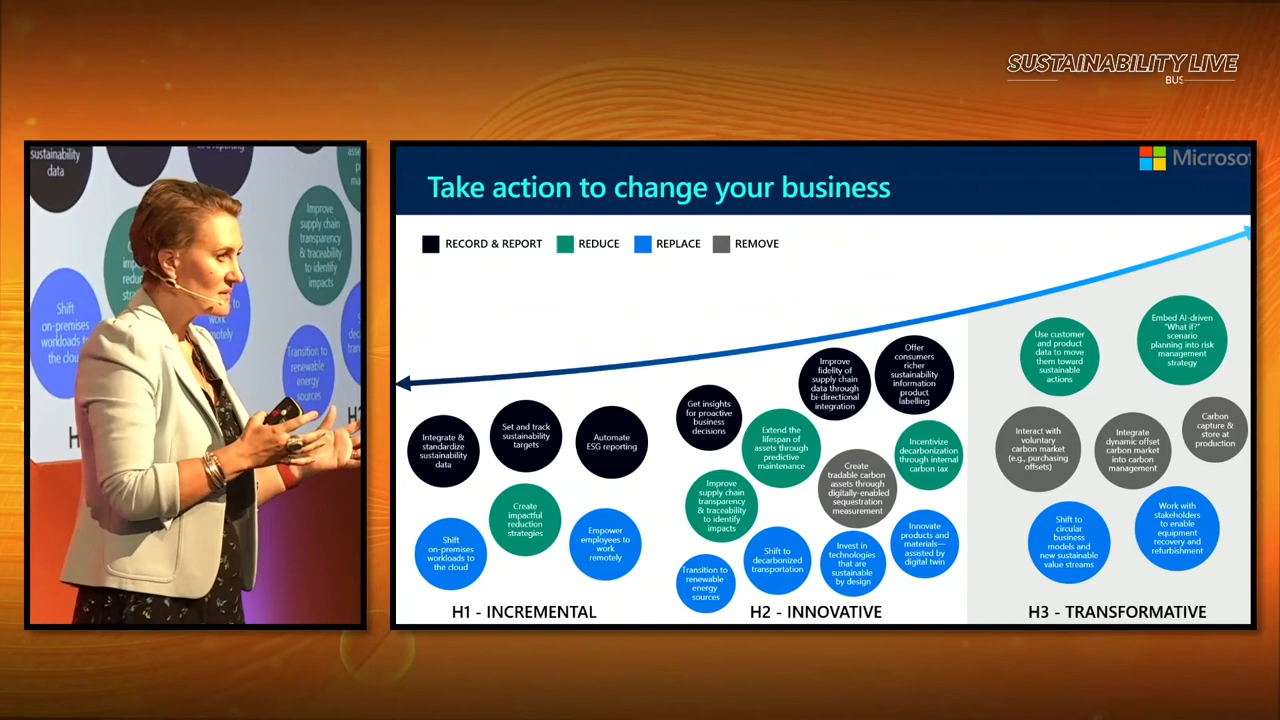 SUSTAINABILITY LIVE
BUS
sustainability
data
Improve
supply chain
transparency
& traceability
to identify
impacts
Shift
on-premises
workloads to
the cloud
Transition to
renewable
energy
sources
Microsof
Take action to change your business
RECORD & REPORT
REDUCE
REPLACE
REMOVE
Integrate &
standardize
sustainability
data
Set and track
sustainability
targets
Automate
ESG reporting
Create
impactful
reduction
strategies
Shift
on-premises
workloads to
the cloud
Empower
employees to
work
remotely
H1 - INCREMENTAL
Get insights
for proactive
business
decisions
Improve
fidelity of
supply chain
data through
bi-directional
integration
Offer
consumers
richer
sustainability
information
product
labelling
Extend the
lifespan of
assets through
predictive
maintenance
Incentivize
decarbonization
through internal
carbon tax
Create
tradable carbon
assets through
digitally-enabled
sequestration
measurement
Improve
supply chain
transparency
& traceability
to identify
impacts
Transition to
renewable
energy
sources
Shift to
decarbonized
transportation
Invest in
technologies
that are
sustainable
by design
Innovate
products and
materials—
assisted by
digital twin
H2 - INNOVATIVE
Use customer
and product
data to move
them toward
sustainable
actions
Embed AI-driven
"What if?"
scenario
planning into risk
management
strategy
Interact with
voluntary
carbon market
(e.g., purchasing
offsets)
Integrate
dynamic offset
carbon market
into carbon
management
Carbon
capture &
store at
production
Shift to
circular
business
models and
new sustainable
value streams
Work with
stakeholders
to enable
equipment
recovery and
refurbishment
H3 - TRANSFORMATIVE